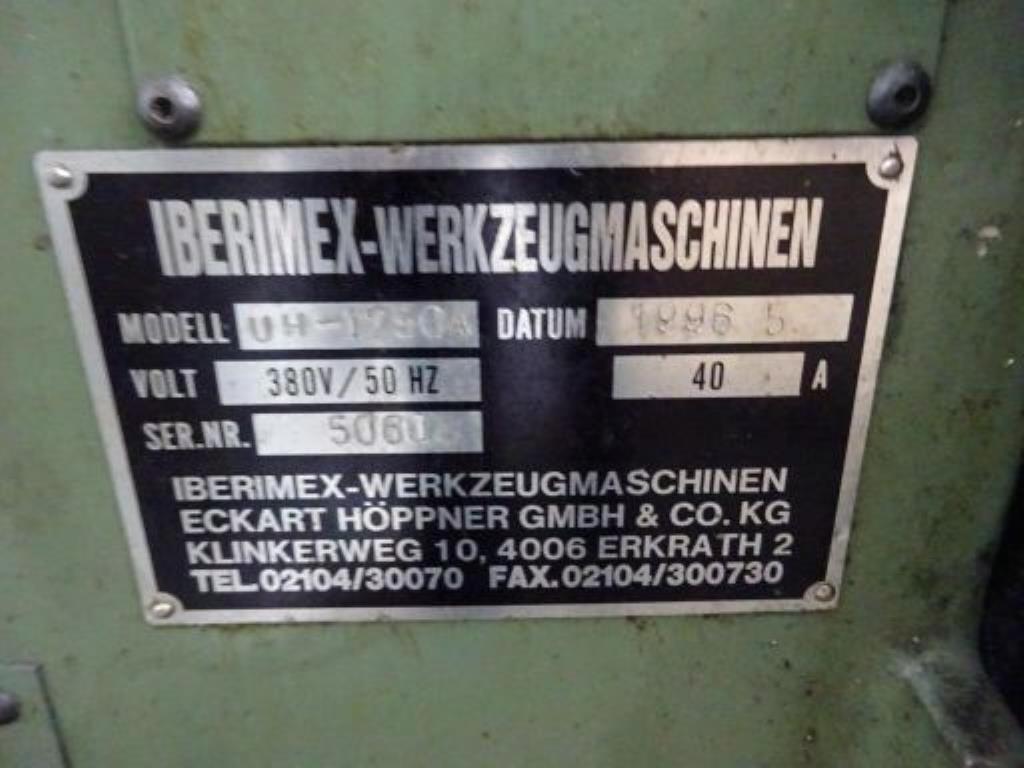 IBERIMEX-WERKZEUGMASCHINEN
MODELL DATUM 1996 5
VOLT 380V/50 HZ 40 A
SER.NR.
IBERIMEX-WERKZEUGMASCHINEN
ECKART HÖPPNER GMBH & CO. KG
KLINKERWEG 10, 4006 ERKRATH 2
TEL.02104/30070 FAX.02104/300730